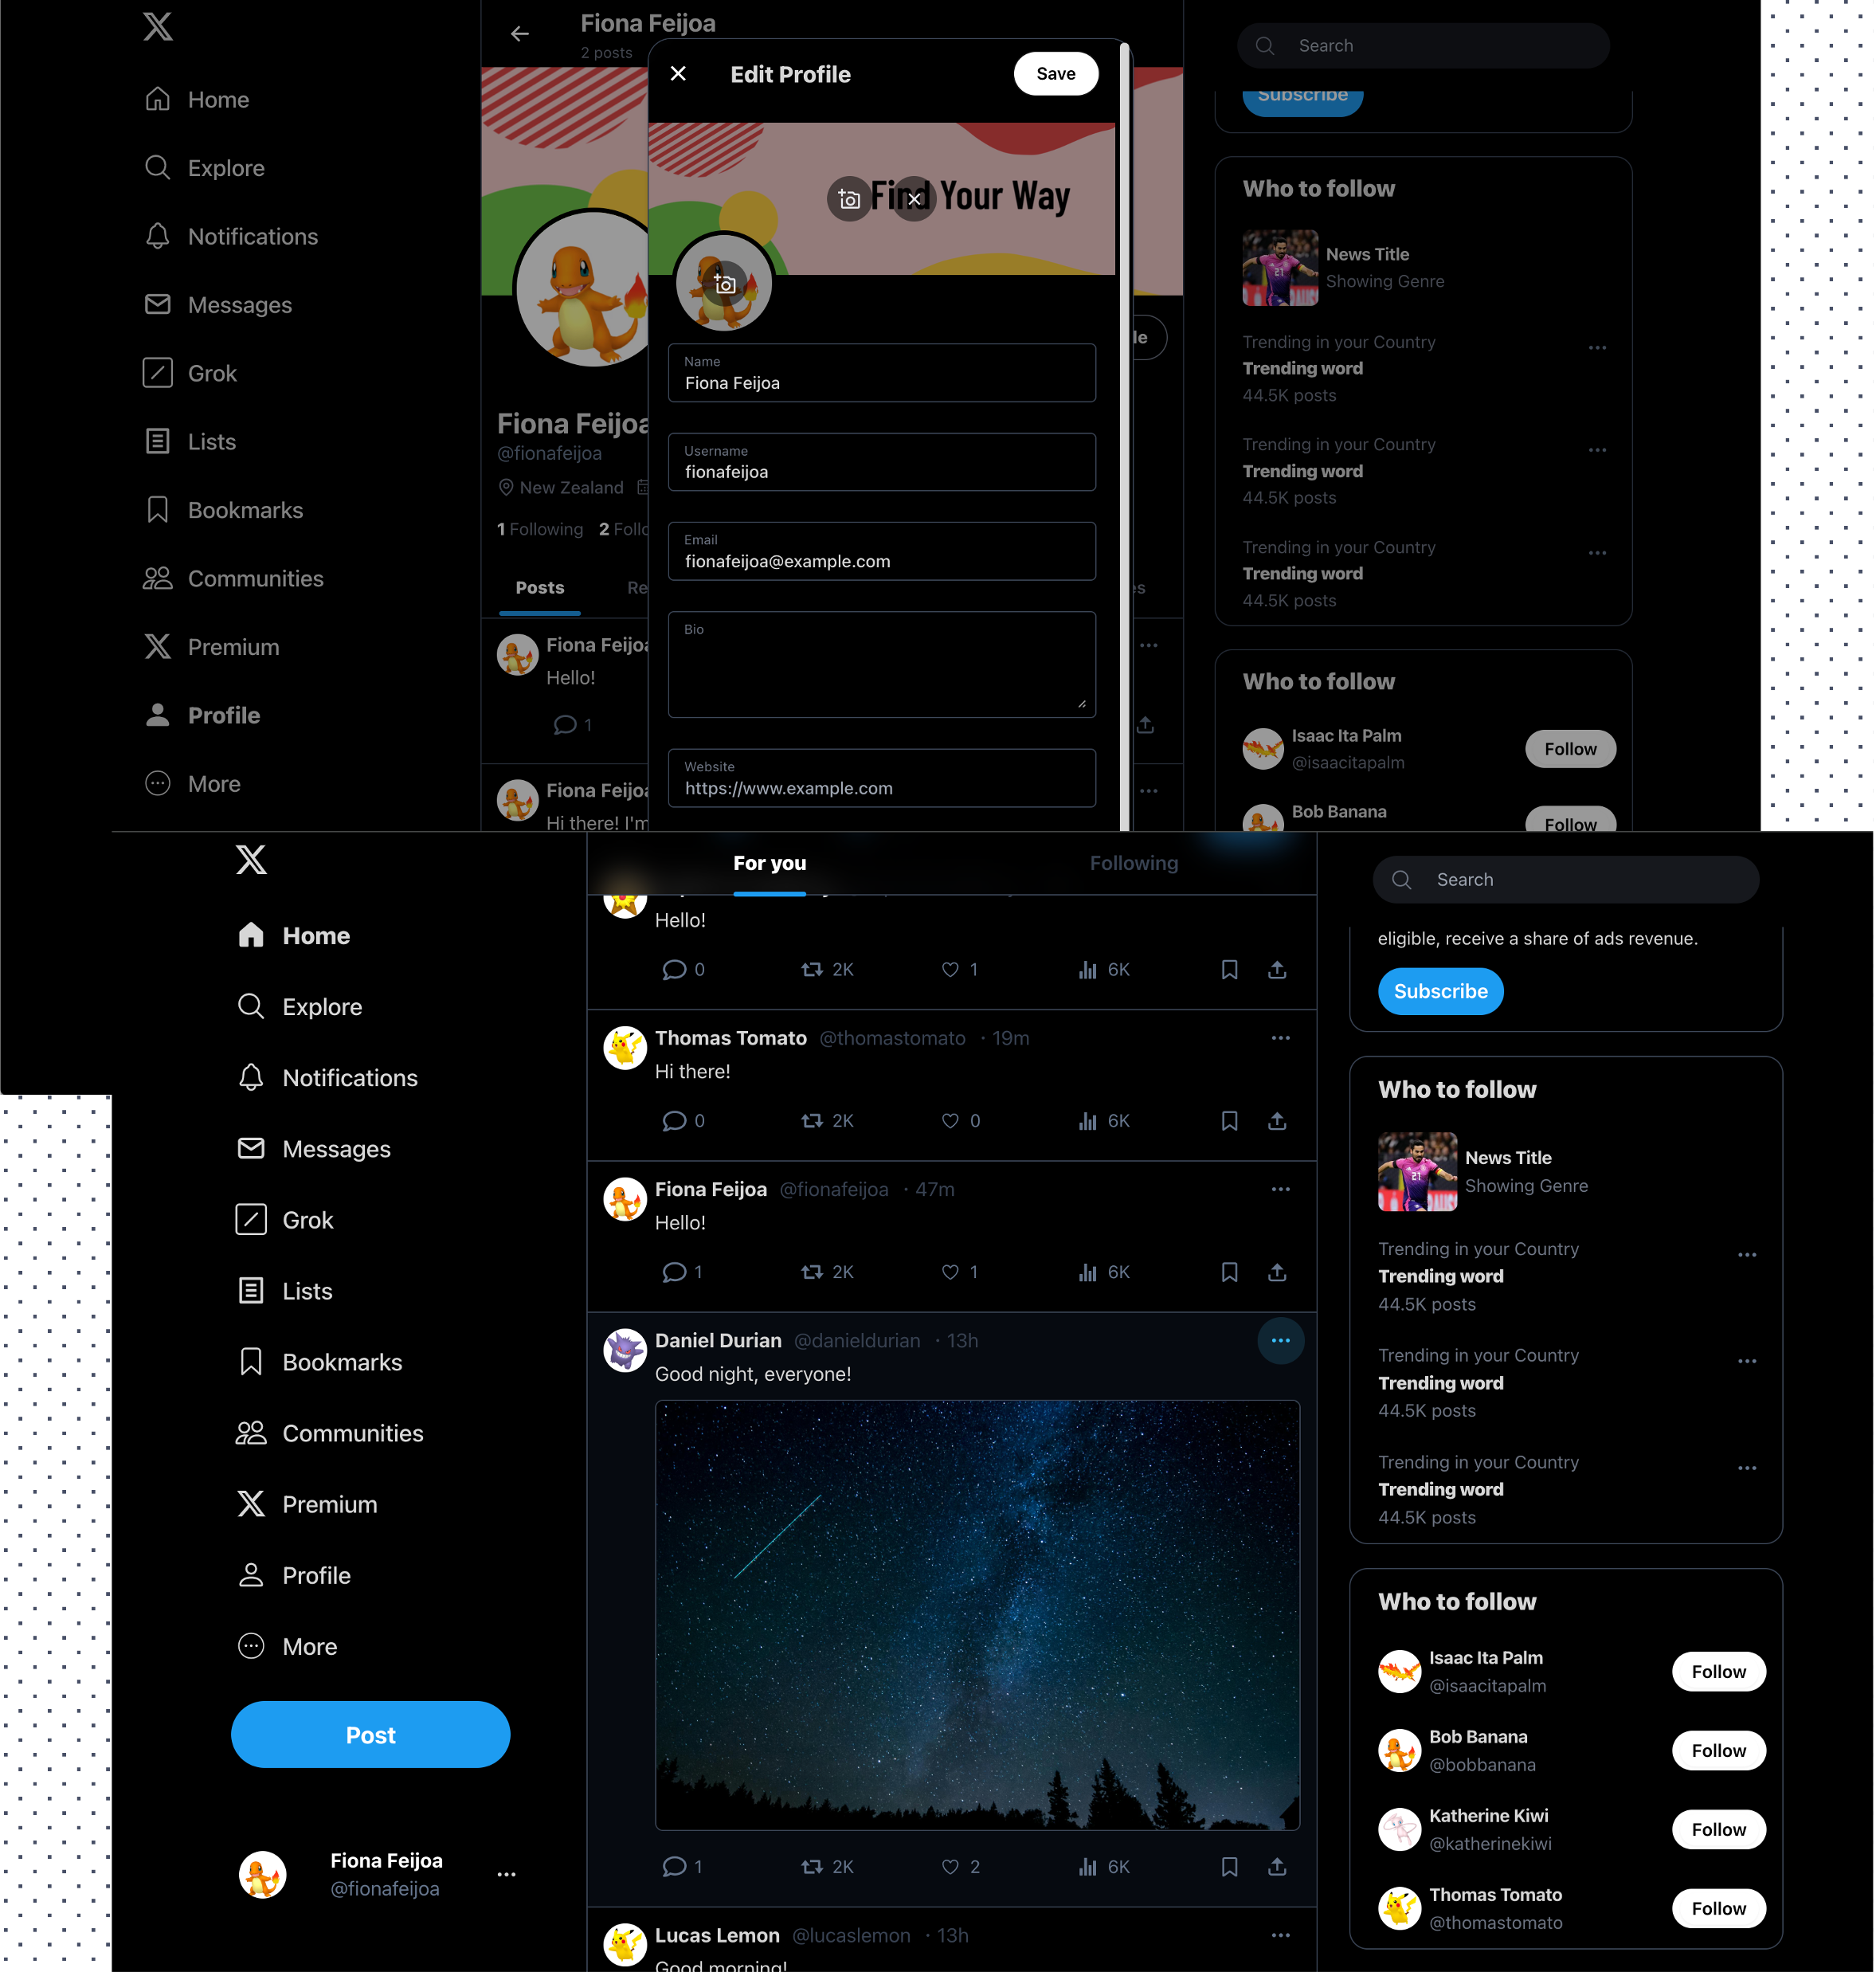 Home
Explore
Notifications
Messages
Grok
Lists
Bookmarks
Communities
Premium
Profile
More
Fiona Feijoa
2 posts
Fiona Feijoa
@fionafeijoa
New Zealand
1 Following 2
Posts
Fiona
Hello!
1
Fiona
Hi there! I'm
Edit Profile
Save
Find Your Way
Name
Fiona Feijoa
Username
fionafeijoa
Email
fionafeijoa@example.com
Bio
Website
https://www.example.com
Search
Subscribe
Who to follow
21
News Title
Showing Genre
Trending in your Country
Trending word
44.5K posts
Trending in your Country
Trending word
44.5K posts
Trending in your Country
Trending word
44.5K posts
Who to follow
Isaac Ita Palm
@isaacitapalm
Follow
Bob Banana
Follow
Home
Explore
Notifications
Messages
Grok
Lists
Bookmarks
Communities
Premium
Profile
More
Post
Fiona Feijoa
@fionafeijoa
For you
Following
Hello!
0 2K 1 6K
Thomas Tomato @thomastomato · 19m
Hi there!
0 2K 0 6K
Fiona Feijoa @fionafeijoa · 47m
Hello!
1 2K 1 6K
Daniel Durian @danieldurian · 13h
Good night, everyone!
1 2K 2 6K
Lucas Lemon @lucaslemon · 13h
Good morning!
Search
eligible, receive a share of ads revenue.
Subscribe
Who to follow
21
News Title
Showing Genre
Trending in your Country
Trending word
44.5K posts
Trending in your Country
Trending word
44.5K posts
Trending in your Country
Trending word
44.5K posts
Who to follow
Isaac Ita Palm
@isaacitapalm
Follow
Bob Banana
@bobbanana
Follow
Katherine Kiwi
@katherinekiwi
Follow
Thomas Tomato
@thomastomato
Follow